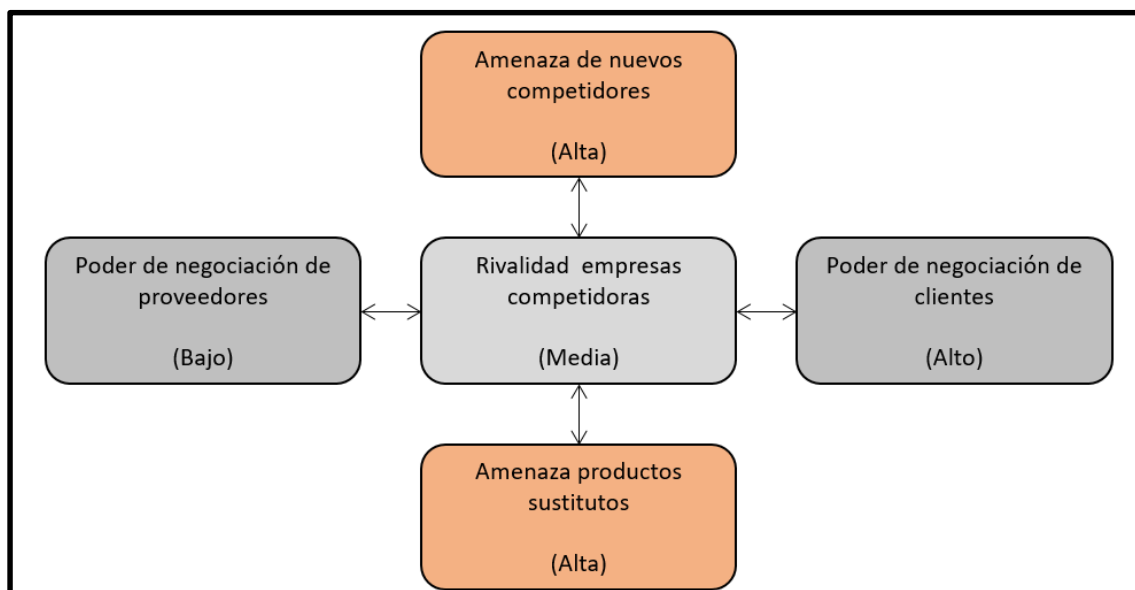 Amenaza de nuevos
competidores
(Alta)
Poder de negociación de
proveedores
(Bajo)
Rivalidad empresas
competidoras
(Media)
Poder de negociación de
clientes
(Alto)
Amenaza productos
sustitutos
(Alta)